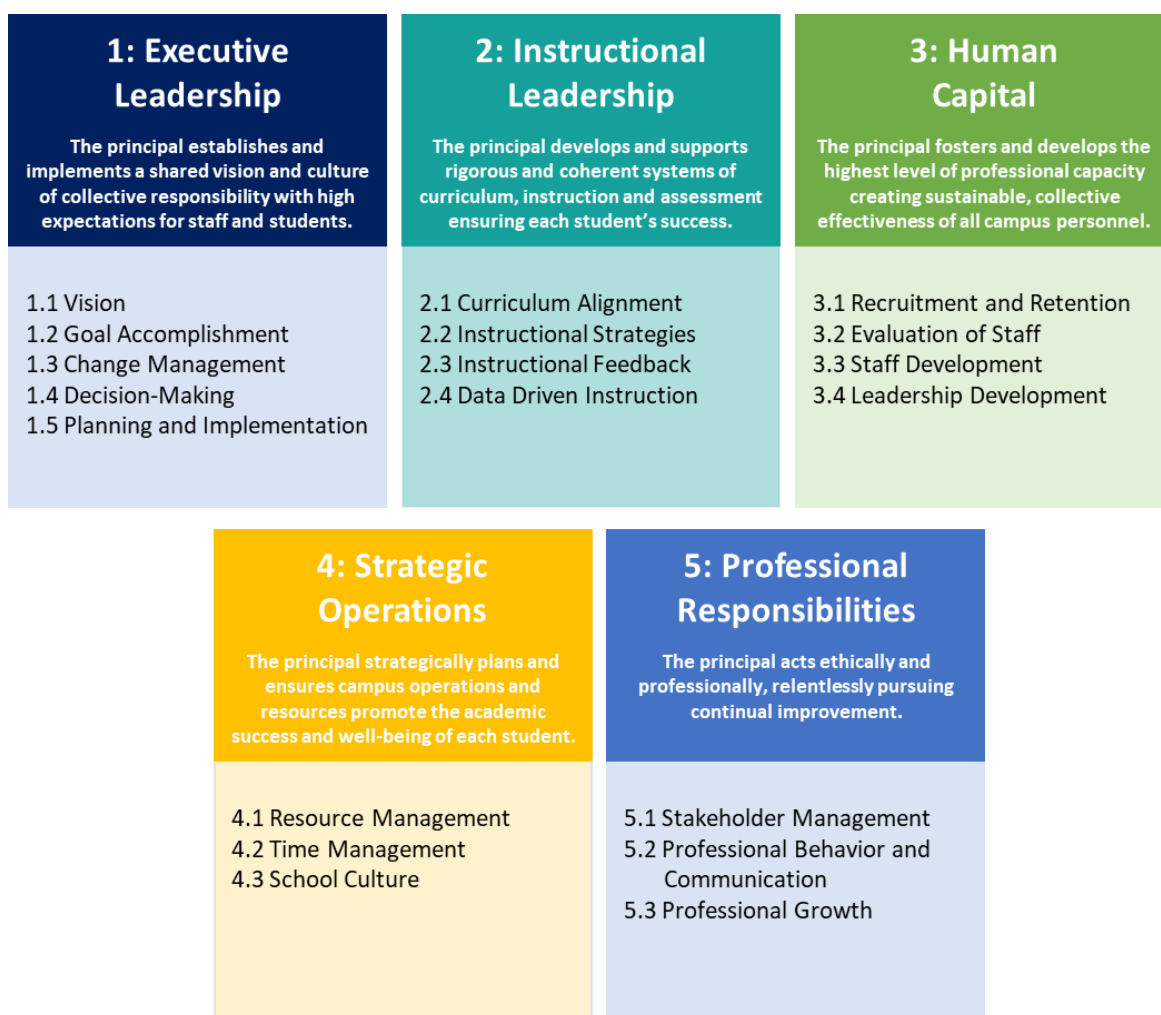 1: Executive
Leadership
The principal establishes and
implements a shared vision and culture
of collective responsibility with high
expectations for staff and students.
1.1 Vision
1.2 Goal Accomplishment
1.3 Change Management
1.4 Decision-Making
1.5 Planning and Implementation
2: Instructional
Leadership
The principal develops and supports
rigorous and coherent systems of
curriculum, instruction and assessment
ensuring each student's success.
2.1 Curriculum Alignment
2.2 Instructional Strategies
2.3 Instructional Feedback
2.4 Data Driven Instruction
3: Human
Capital
The principal fosters and develops the
highest level of professional capacity
creating sustainable, collective
effectiveness of all campus personnel.
3.1 Recruitment and Retention
3.2 Evaluation of Staff
3.3 Staff Development
3.4 Leadership Development
4: Strategic
Operations
The principal strategically plans and
ensures campus operations and
resources promote the academic
success and well-being of each student.
4.1 Resource Management
4.2 Time Management
4.3 School Culture
5: Professional
Responsibilities
The principal acts ethically and
professionally, relentlessly pursuing
continual improvement.
5.1 Stakeholder Management
5.2 Professional Behavior and
Communication
5.3 Professional Growth